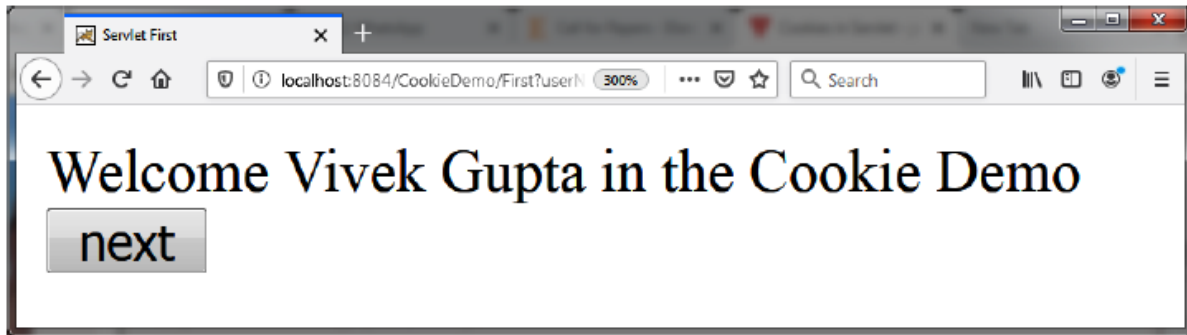 Servlet First
localhost:8084/CookieDemo/First?userN
300%
Search
Welcome Vivek Gupta in the Cookie Demo
next